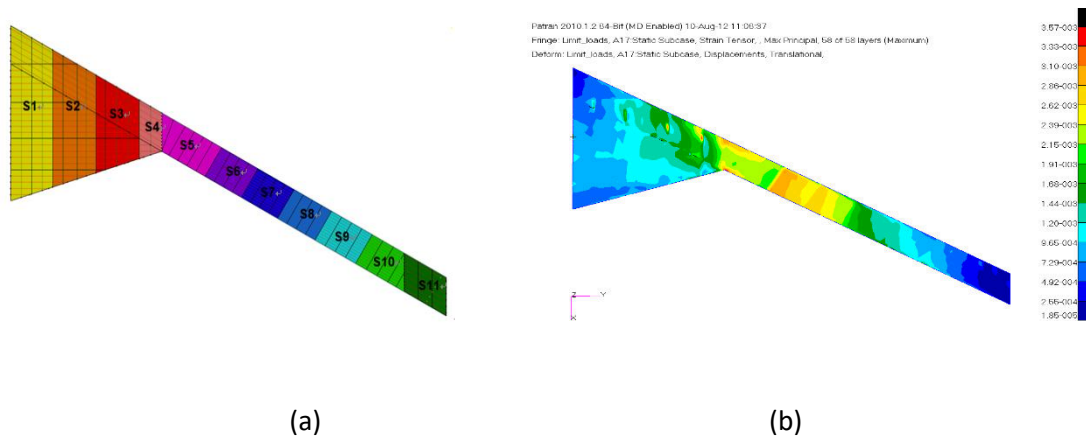 Patran 2010.1.2 64-Bit (MD Enabled) 10-Aug-12 11:06:37
Fringe: Limit_loads, A17:Static Subcase, Strain Tensor, , Max Principal, 58 of 58 layers (Maximum)
Deform: Limit_loads, A17:Static Subcase, Displacements, Translational,
S1
S2
S3
S4
S5
S6
S7
S8
S9
S10
S11
3.57-003
3.33-003
3.10-003
2.86-003
2.62-003
2.39-003
2.15-003
1.91-003
1.68-003
1.44-003
1.20-003
9.65-004
7.29-004
4.92-004
2.55-004
1.85-005
Z
Y
X
(a)
(b)